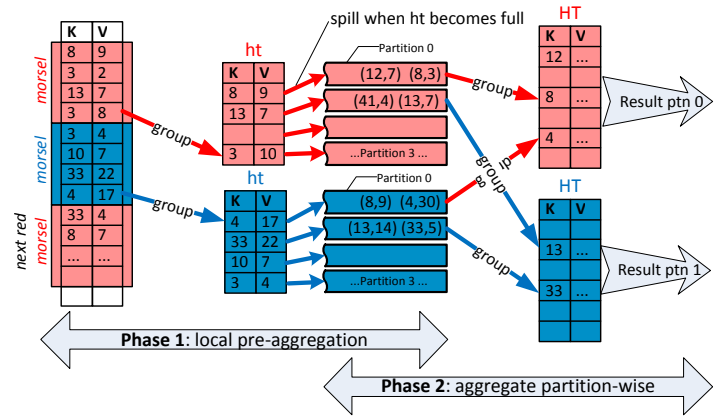 K V
8 9
3 2
13 7
3 8
3 4
10 7
33 22
4 17
33 4
8 7
... ...
morsel
morsel
next red
morsel
group
group
spill when ht becomes full
ht
K V
8 9
13 7
3 10
Partition 0
(12,7) (8,3)
(41,4) (13,7)
...Partition 3 ...
ht
K V
4 17
33 22
10 7
3 4
Partition 0
(8,9) (4,30)
(13,14) (33,5)
...Partition 3 ...
group
group
group
group
HT
K V
12 ...
8 ...
4 ...
Result ptn 0
HT
K V
13 ...
33 ...
Result ptn 1
Phase 1: local pre-aggregation
Phase 2: aggregate partition-wise